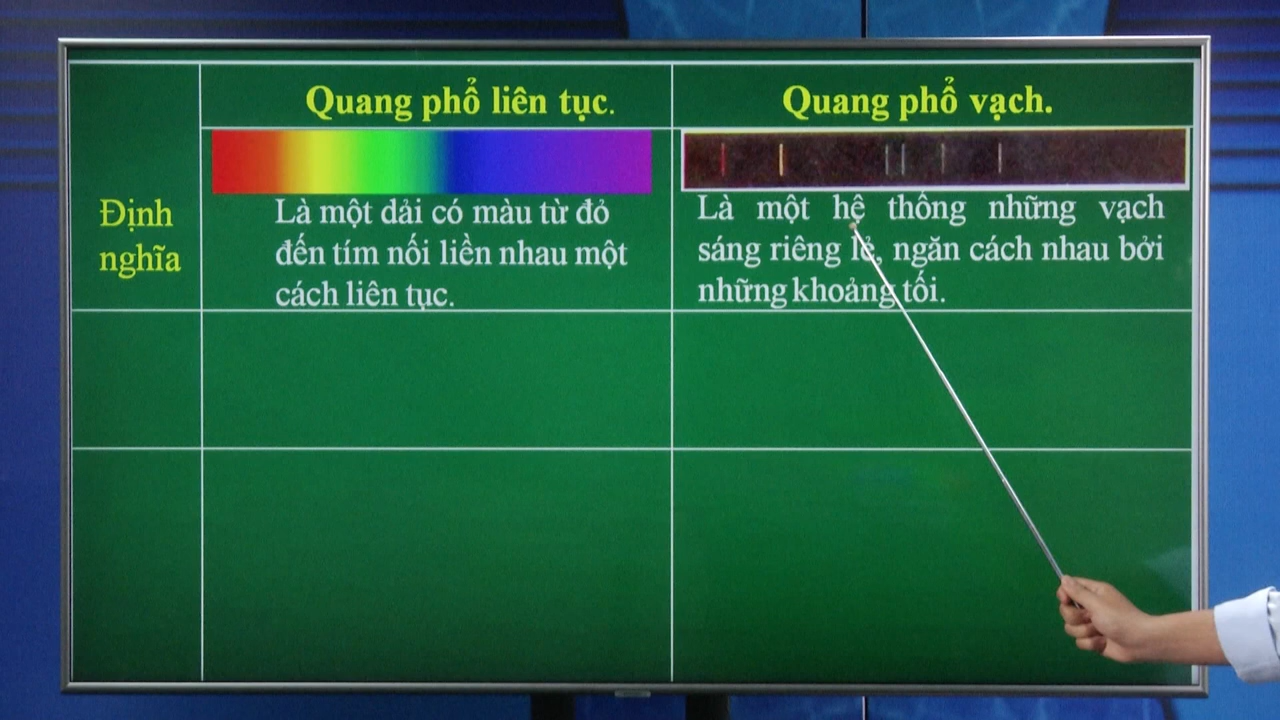 Quang phổ liên tục.
Quang phổ vạch.
Định
nghĩa
Là một dải có màu từ đỏ
đến tím nối liền nhau một
cách liên tục.
Là một hệ thống những vạch
sáng riêng lẻ, ngăn cách nhau bởi
những khoảng tối.